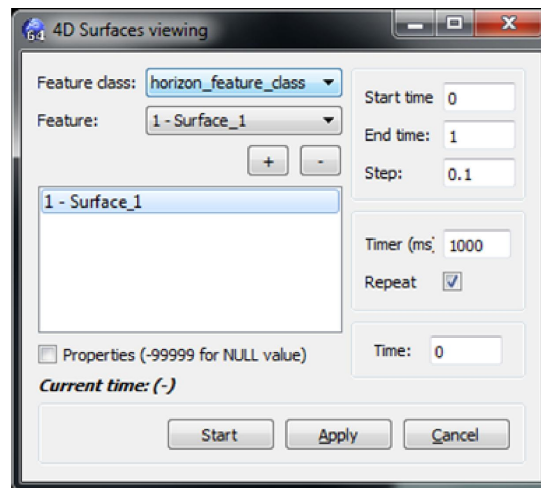 64 4D Surfaces viewing
Feature class: horizon_feature_class
Feature: 1 - Surface_1
+ -
1 - Surface_1
Properties (-99999 for NULL value)
Current time: (-)
Start time 0
End time: 1
Step: 0.1
Timer (ms) 1000
Repeat
Time: 0
Start Apply Cancel